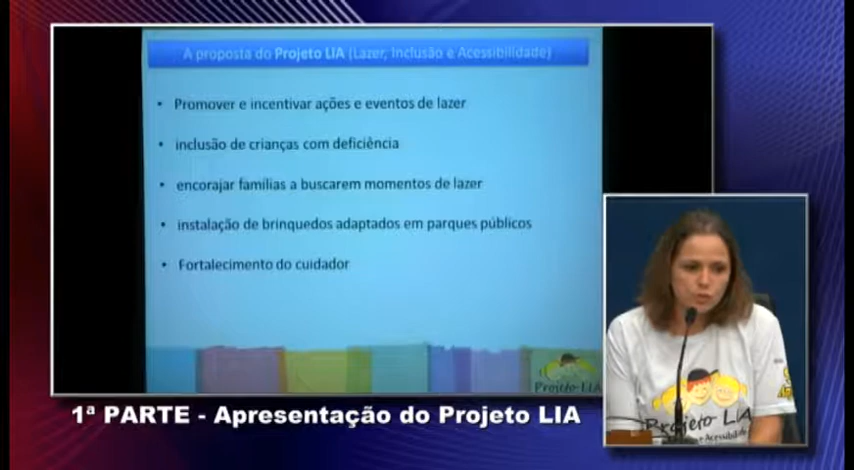 A proposta do Projeto LIA (Lazer, Inclusão e Acessibilidade)
• Promover e incentivar ações e eventos de lazer
• inclusão de crianças com deficiência
• encorajar famílias a buscarem momentos de lazer
• instalação de brinquedos adaptados em parques públicos
• Fortalecimento do cuidador
Projeto LIA
Projeto LIA
e Acessibilidade
1ª PARTE - Apresentação do Projeto LIA